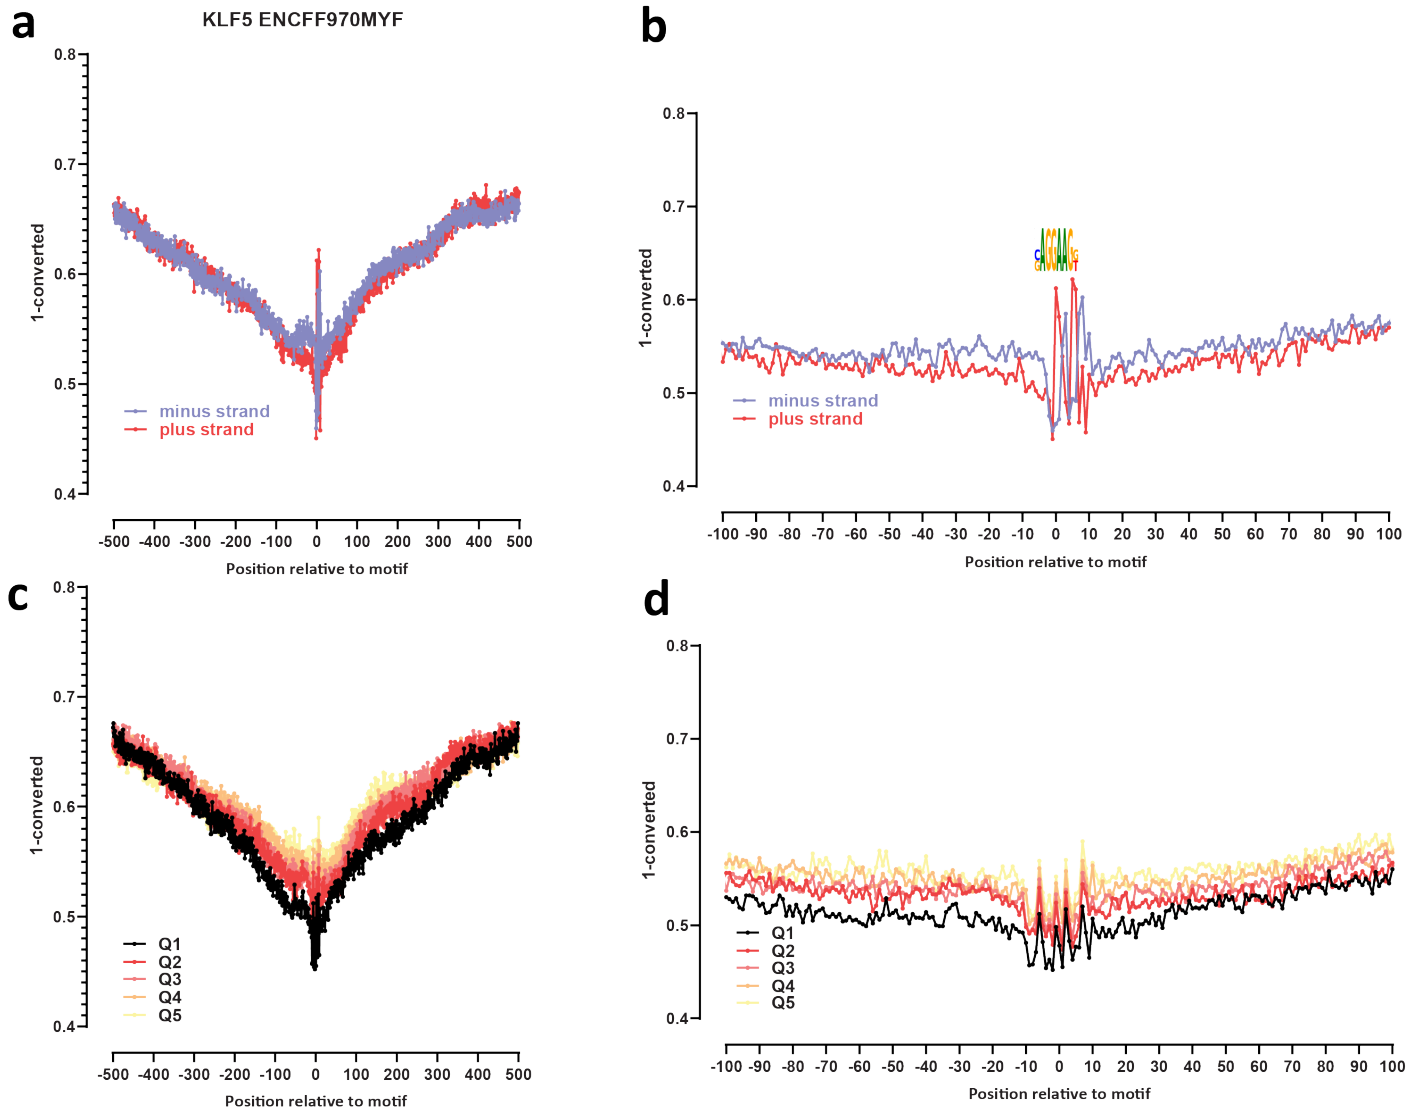 a
KLF5 ENCFF970MYF
0.8
0.7
0.6
0.5
0.4
1-converted
minus strand
plus strand
-500 -400 -300 -200 -100 0 100 200 300 400 500
Position relative to motif
b
0.8
0.7
0.6
0.5
0.4
1-converted
AGGAAG
minus strand
plus strand
-100 -90 -80 -70 -60 -50 -40 -30 -20 -10 0 10 20 30 40 50 60 70 80 90 100
Position relative to motif
c
0.8
0.7
0.6
0.5
0.4
1-converted
Q1
Q2
Q3
Q4
Q5
-500 -400 -300 -200 -100 0 100 200 300 400 500
Position relative to motif
d
0.8
0.7
0.6
0.5
0.4
1-converted
Q1
Q2
Q3
Q4
Q5
-100 -90 -80 -70 -60 -50 -40 -30 -20 -10 0 10 20 30 40 50 60 70 80 90 100
Position relative to motif